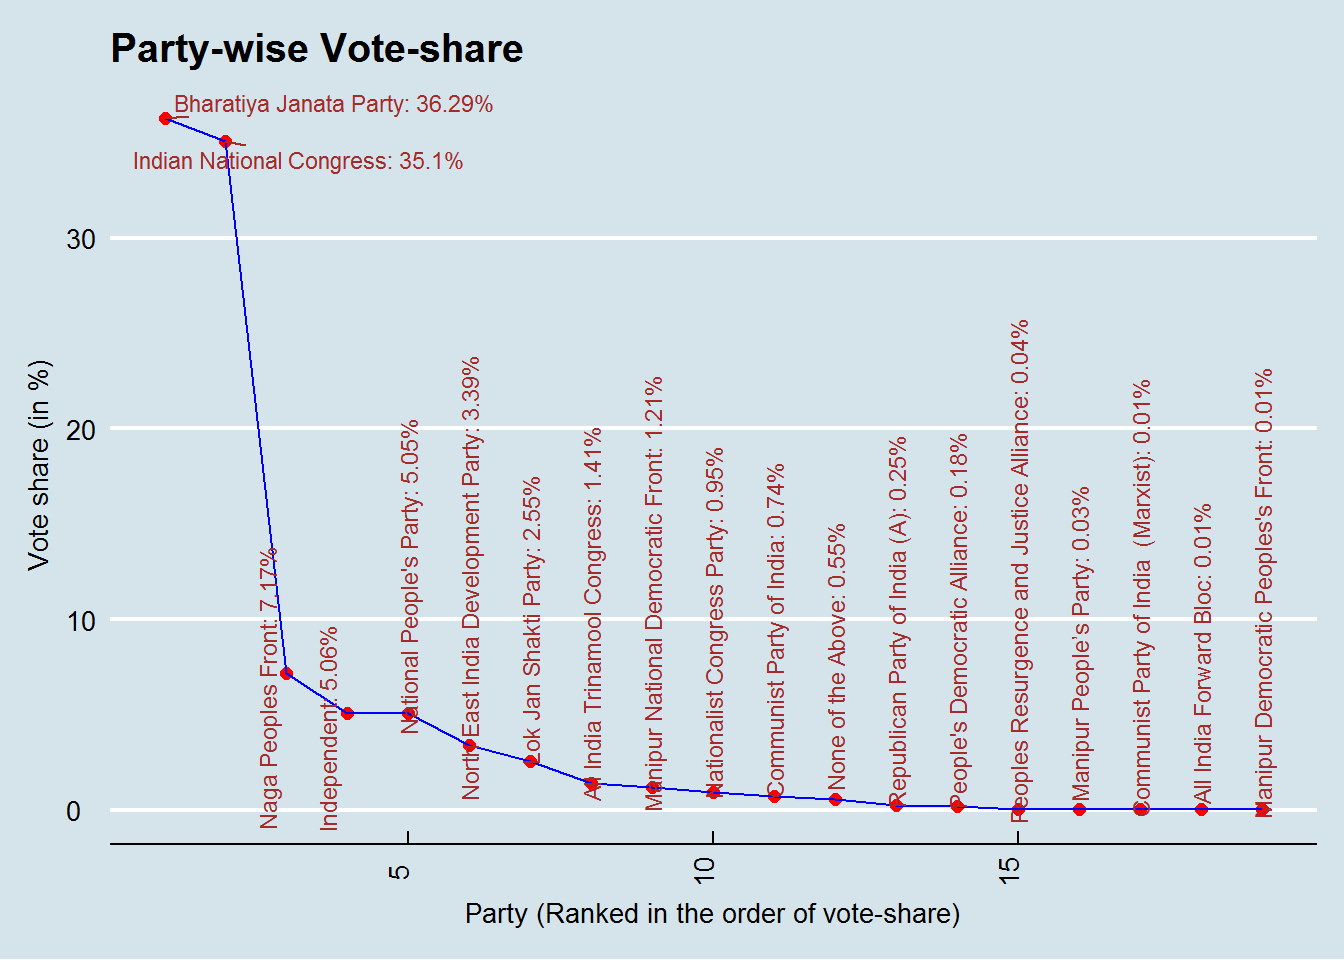 Party-wise Vote-share
Bharatiya Janata Party: 36.29%
Indian National Congress: 35.1%
Naga Peoples Front: 7.17%
Independent: 5.06%
National People's Party: 5.05%
North East India Development Party: 3.39%
Lok Jan Shakti Party: 2.55%
All India Trinamool Congress: 1.41%
Manipur National Democratic Front: 1.21%
Nationalist Congress Party: 0.95%
Communist Party of India: 0.74%
None of the Above: 0.55%
Republican Party of India (A): 0.25%
People's Democratic Alliance: 0.18%
Peoples Resurgence and Justice Alliance: 0.04%
Manipur People's Party: 0.03%
Communist Party of India (Marxist): 0.01%
All India Forward Bloc: 0.01%
Manipur Democratic Peoples's Front: 0.01%
Vote share (in %)
30
20
10
0
5
10
15
Party (Ranked in the order of vote-share)